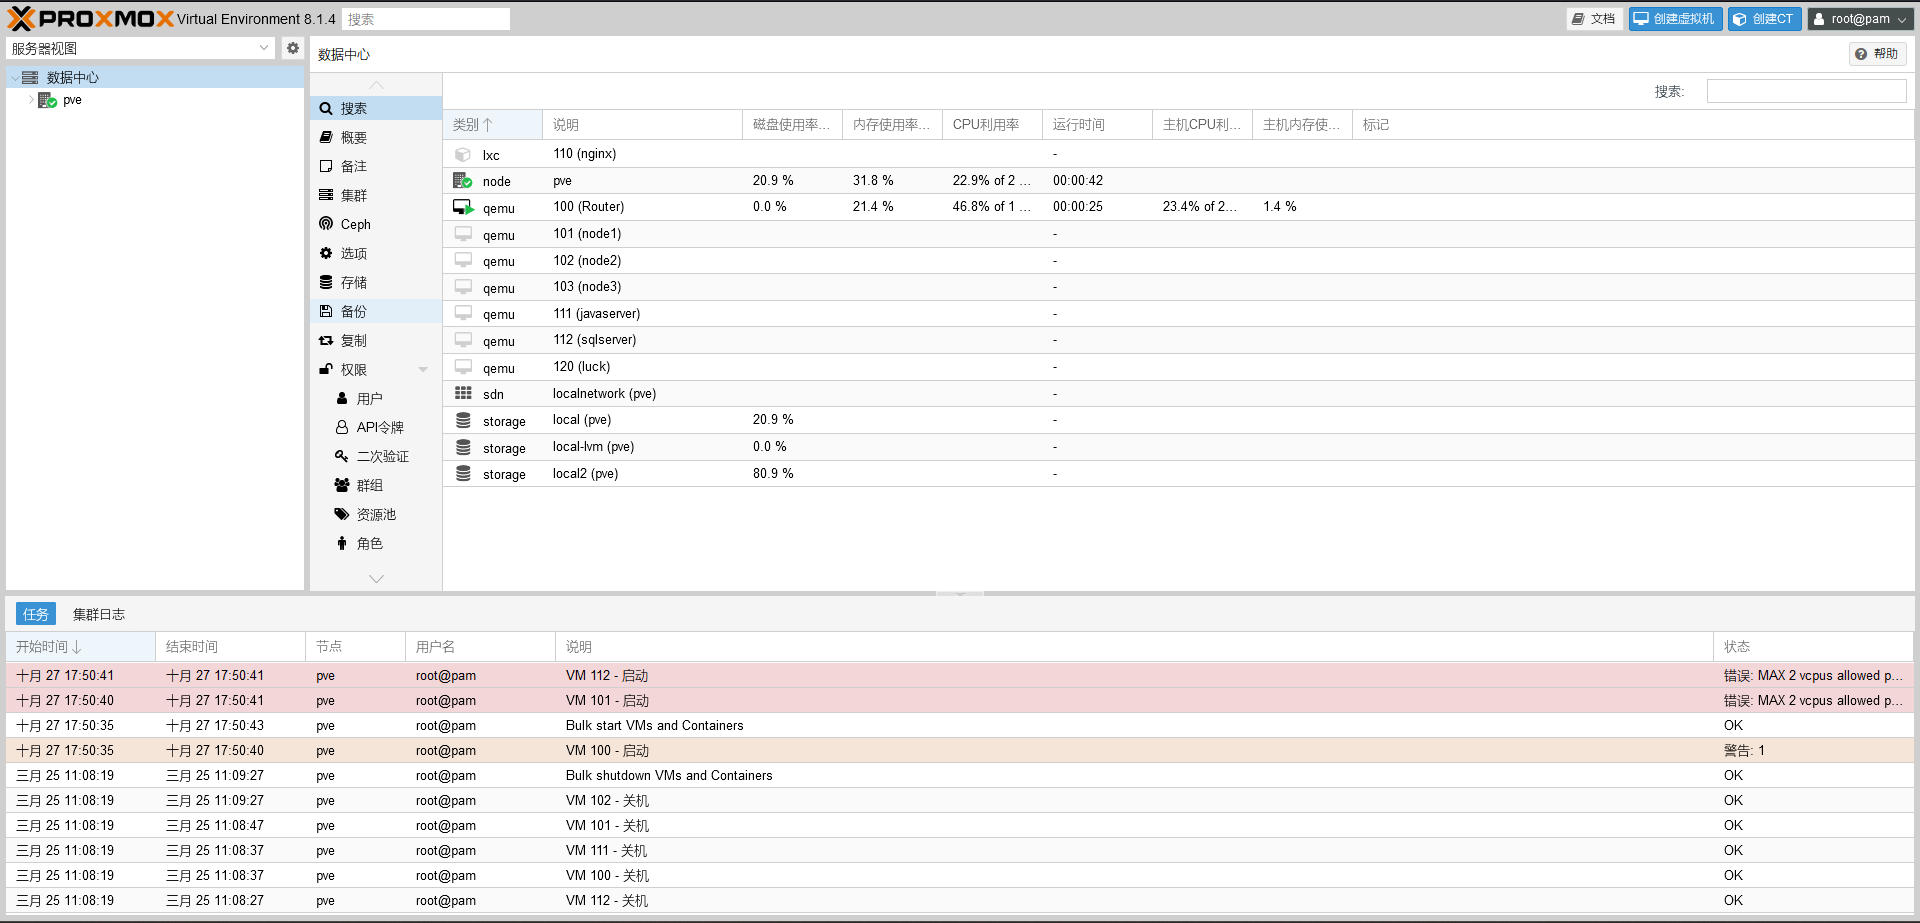 PROXMOX Virtual Environment 8.1.4 搜索 文档 创建虚拟机 创建CT root@pam
服务器视图
数据中心
pve
数据中心 帮助
搜索
概要
备注
集群
Ceph
选项
存储
备份
复制
权限
用户
API令牌
二次验证
群组
资源池
角色
搜索:
类别 说明 磁盘使用率... 内存使用率... CPU利用率 运行时间 主机CPU利... 主机内存使... 标记
lxc 110 (nginx) -
node pve 20.9 % 31.8 % 22.9% of 2 ... 00:00:42
qemu 100 (Router) 0.0 % 21.4 % 46.8% of 1 ... 00:00:25 23.4% of 2... 1.4 %
qemu 101 (node1) -
qemu 102 (node2) -
qemu 103 (node3) -
qemu 111 (javaserver) -
qemu 112 (sqlserver) -
qemu 120 (luck) -
sdn localnetwork (pve) -
storage local (pve) 20.9 % -
storage local-lvm (pve) 0.0 % -
storage local2 (pve) 80.9 % -
任务 集群日志
开始时间 结束时间 节点 用户名 说明 状态
十月 27 17:50:41 十月 27 17:50:41 pve root@pam VM 112 - 启动 错误: MAX 2 vcpus allowed p...
十月 27 17:50:40 十月 27 17:50:41 pve root@pam VM 101 - 启动 错误: MAX 2 vcpus allowed p...
十月 27 17:50:35 十月 27 17:50:43 pve root@pam Bulk start VMs and Containers OK
十月 27 17:50:35 十月 27 17:50:40 pve root@pam VM 100 - 启动 警告: 1
三月 25 11:08:19 三月 25 11:09:27 pve root@pam Bulk shutdown VMs and Containers OK
三月 25 11:08:19 三月 25 11:09:27 pve root@pam VM 102 - 关机 OK
三月 25 11:08:19 三月 25 11:08:47 pve root@pam VM 101 - 关机 OK
三月 25 11:08:19 三月 25 11:08:37 pve root@pam VM 111 - 关机 OK
三月 25 11:08:19 三月 25 11:08:37 pve root@pam VM 100 - 关机 OK
三月 25 11:08:19 三月 25 11:08:27 pve root@pam VM 112 - 关机 OK